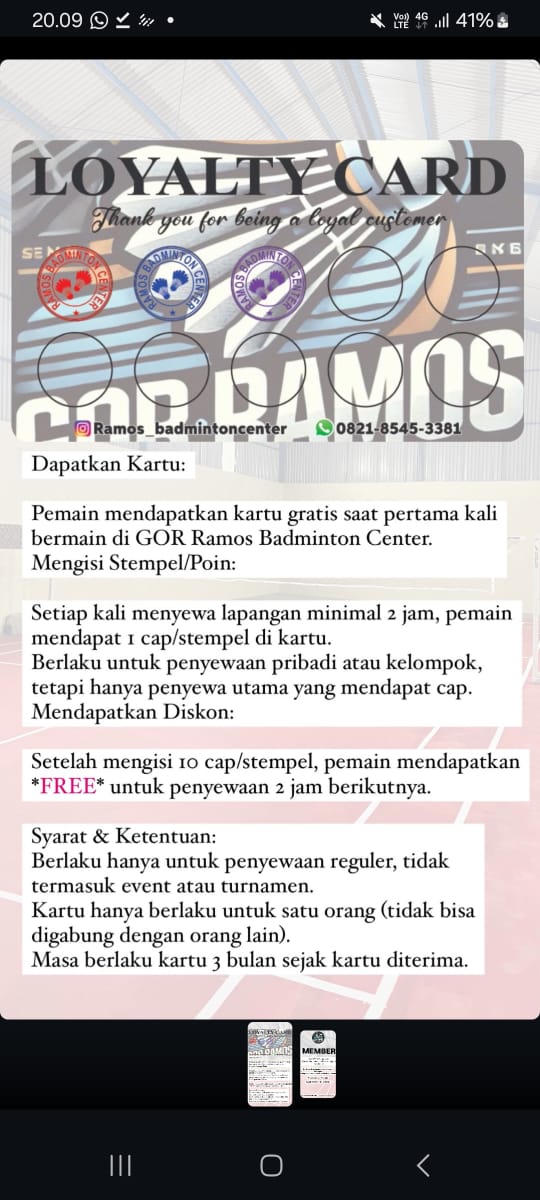 20.09
Vo)) 4G
LTE
41%
LOYALTY CARD
Thank you for being a loyal customer
RAMOS BADMINTON CENTER
RAMOS BADMINTON CENTER
RAMOS BADMINTON CENTER
GOR RAMOS
Ramos_badmintoncenter
0821-8545-3381
Dapatkan Kartu:
Pemain mendapatkan kartu gratis saat pertama kali
bermain di GOR Ramos Badminton Center.
Mengisi Stempel/Poin:
Setiap kali menyewa lapangan minimal 2 jam, pemain
mendapat 1 cap/stempel di kartu.
Berlaku untuk penyewaan pribadi atau kelompok,
tetapi hanya penyewa utama yang mendapat cap.
Mendapatkan Diskon:
Setelah mengisi 10 cap/stempel, pemain mendapatkan
*FREE* untuk penyewaan 2 jam berikutnya.
Syarat & Ketentuan:
Berlaku hanya untuk penyewaan reguler, tidak
termasuk event atau turnamen.
Kartu hanya berlaku untuk satu orang (tidak bisa
digabung dengan orang lain).
Masa berlaku kartu 3 bulan sejak kartu diterima.
LOYALTY CARD
MEMBER